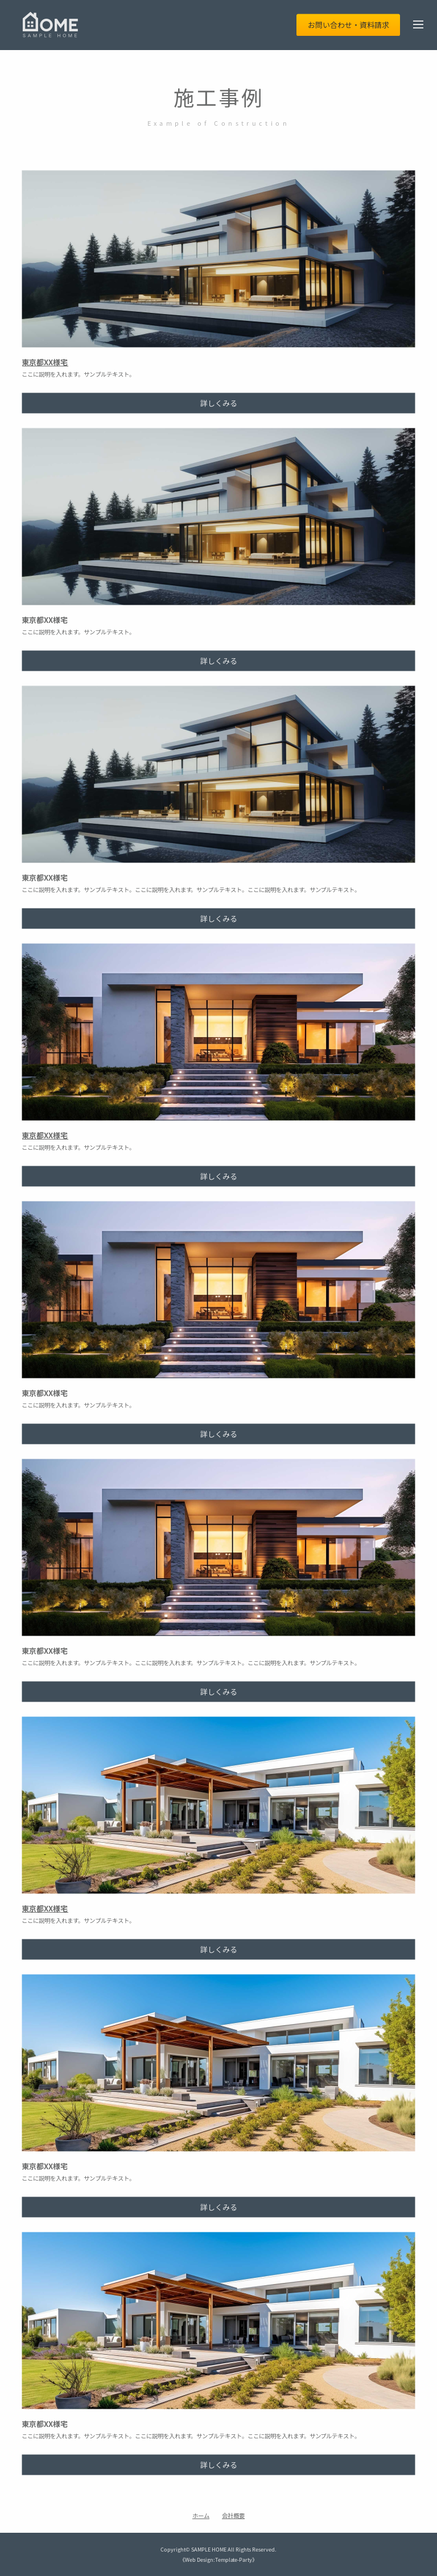 HOME
SAMPLE HOME
お問い合わせ・資料請求
施工事例
Example of Construction
東京都XX様宅
ここに説明を入れます。サンプルテキスト。
詳しくみる
東京都XX様宅
ここに説明を入れます。サンプルテキスト。
詳しくみる
東京都XX様宅
ここに説明を入れます。サンプルテキスト。ここに説明を入れます。サンプルテキスト。ここに説明を入れます。サンプルテキスト。
詳しくみる
東京都XX様宅
ここに説明を入れます。サンプルテキスト。
詳しくみる
東京都XX様宅
ここに説明を入れます。サンプルテキスト。
詳しくみる
東京都XX様宅
ここに説明を入れます。サンプルテキスト。ここに説明を入れます。サンプルテキスト。ここに説明を入れます。サンプルテキスト。
詳しくみる
東京都XX様宅
ここに説明を入れます。サンプルテキスト。
詳しくみる
東京都XX様宅
ここに説明を入れます。サンプルテキスト。
詳しくみる
東京都XX様宅
ここに説明を入れます。サンプルテキスト。ここに説明を入れます。サンプルテキスト。ここに説明を入れます。サンプルテキスト。
詳しくみる
ホーム 会社概要
Copyright© SAMPLE HOME All Rights Reserved.
《Web Design:Template-Party》